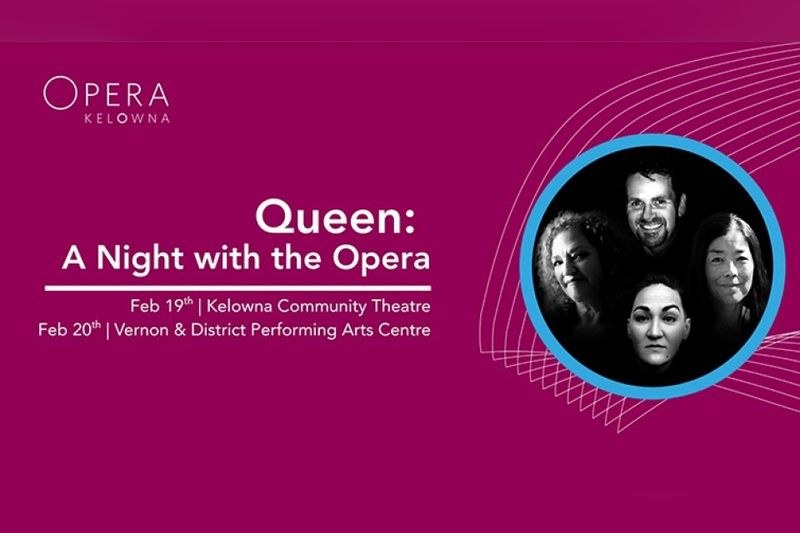 OPERA
KELOWNA
Queen:
A Night with the Opera
Feb 19th | Kelowna Community Theatre
Feb 20th | Vernon & District Performing Arts Centre